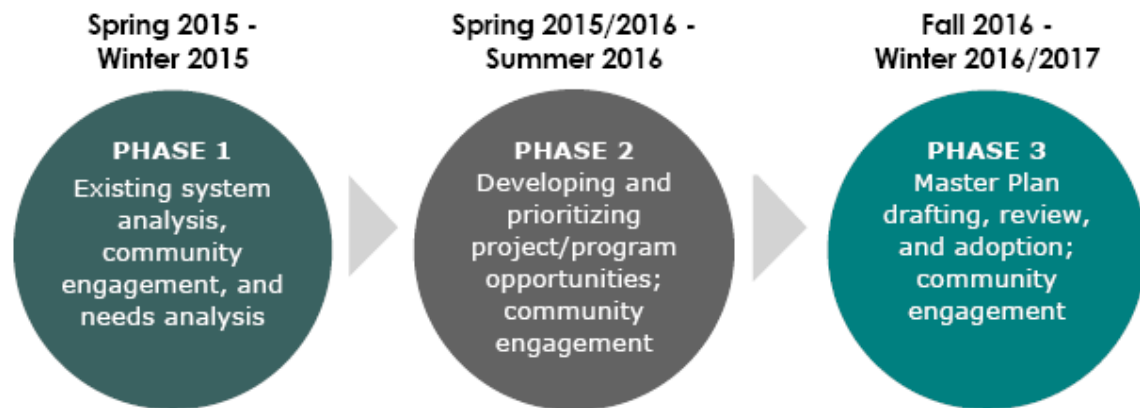 Spring 2015 -
Winter 2015
PHASE 1
Existing system
analysis,
community
engagement, and
needs analysis
Spring 2015/2016 -
Summer 2016
PHASE 2
Developing and
prioritizing
project/program
opportunities;
community
engagement
Fall 2016 -
Winter 2016/2017
PHASE 3
Master Plan
drafting, review,
and adoption;
community
engagement